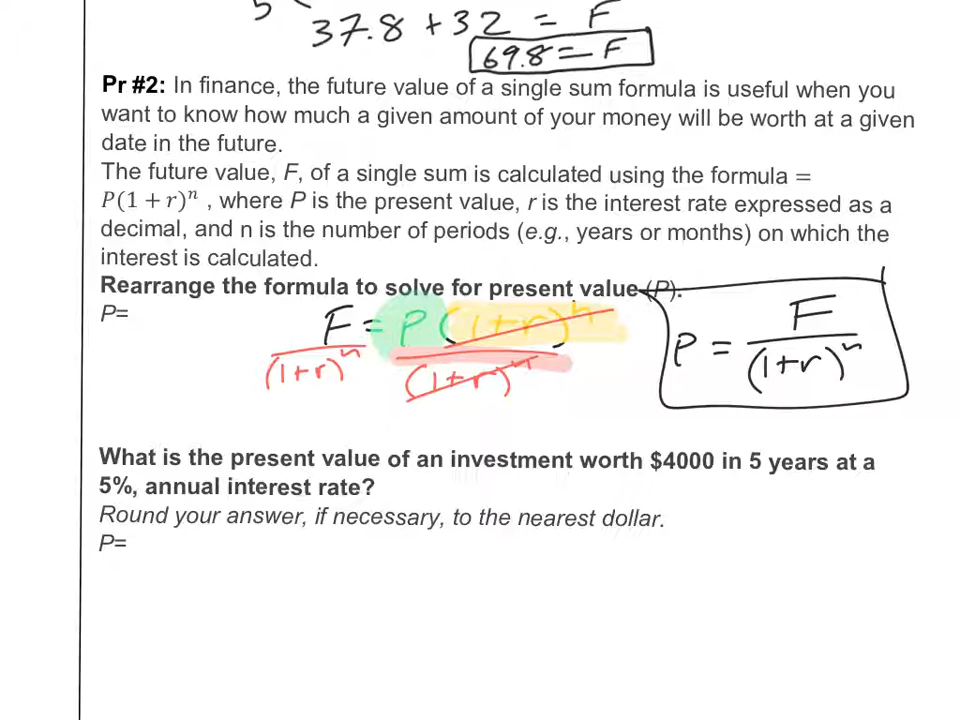 37.8 + 32 = F
69.8 = F
Pr #2: In finance, the future value of a single sum formula is useful when you
want to know how much a given amount of your money will be worth at a given
date in the future.
The future value, F, of a single sum is calculated using the formula =
P(1 + r)ⁿ , where P is the present value, r is the interest rate expressed as a
decimal, and n is the number of periods (e.g., years or months) on which the
interest is calculated.
Rearrange the formula to solve for present value (P).
P=
F = P(1+r)ⁿ
(1+r)ⁿ (1+r)ⁿ
P = F
(1+r)ⁿ
What is the present value of an investment worth $4000 in 5 years at a
5%, annual interest rate?
Round your answer, if necessary, to the nearest dollar.
P=